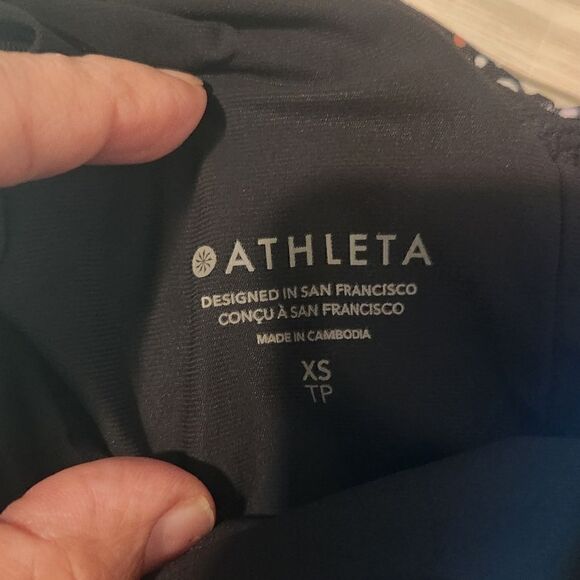 ATHLETA
DESIGNED IN SAN FRANCISCO
CONÇU À SAN FRANCISCO
MADE IN CAMBODIA
XS
TP